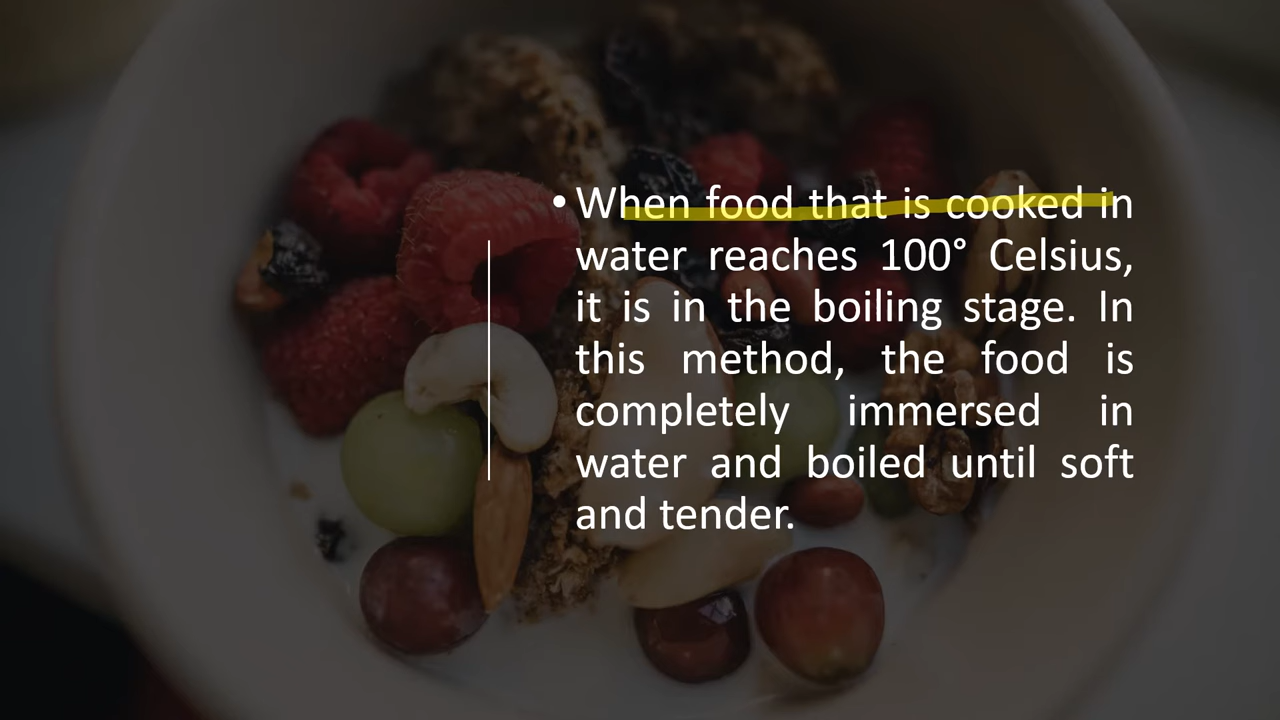 • When food that is cooked in
water reaches 100° Celsius,
it is in the boiling stage. In
this method, the food is
completely immersed in
water and boiled until soft
and tender.